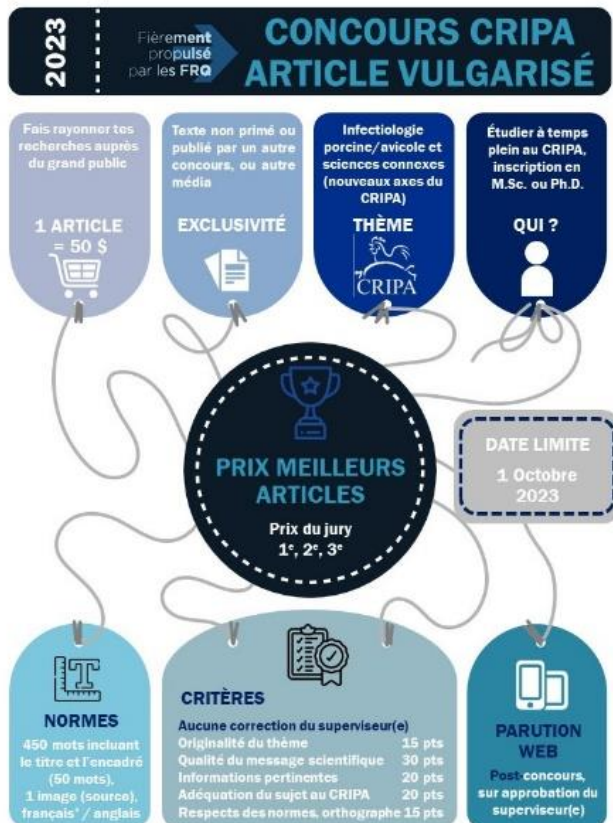 2023
Fièrement
propulsé
par les FRQ
CONCOURS CRIPA
ARTICLE VULGARISÉ
Fais rayonner tes
recherches auprès
du grand public
1 ARTICLE
= 50 $
Texte non primé ou
publié par un autre
concours, ou autre
média
EXCLUSIVITÉ
Infectiologie
porcine/avicole et
sciences connexes
(nouveaux axes du
CRIPA)
THÈME
CRIPA
Étudier à temps
plein au CRIPA,
inscription en
M.Sc. ou Ph.D.
QUI ?
PRIX MEILLEURS
ARTICLES
Prix du jury
1e, 2e, 3e
DATE LIMITE
1 Octobre
2023
T
NORMES
450 mots incluant
le titre et l'encadré
(50 mots),
1 image (source),
français* / anglais
CRITÈRES
Aucune correction du superviseur(e)
Originalité du thème 15 pts
Qualité du message scientifique 30 pts
Informations pertinentes 20 pts
Adéquation du sujet au CRIPA 20 pts
Respects des normes, orthographe 15 pts
PARUTION
WEB
Post-concours,
sur approbation du
superviseur(e)